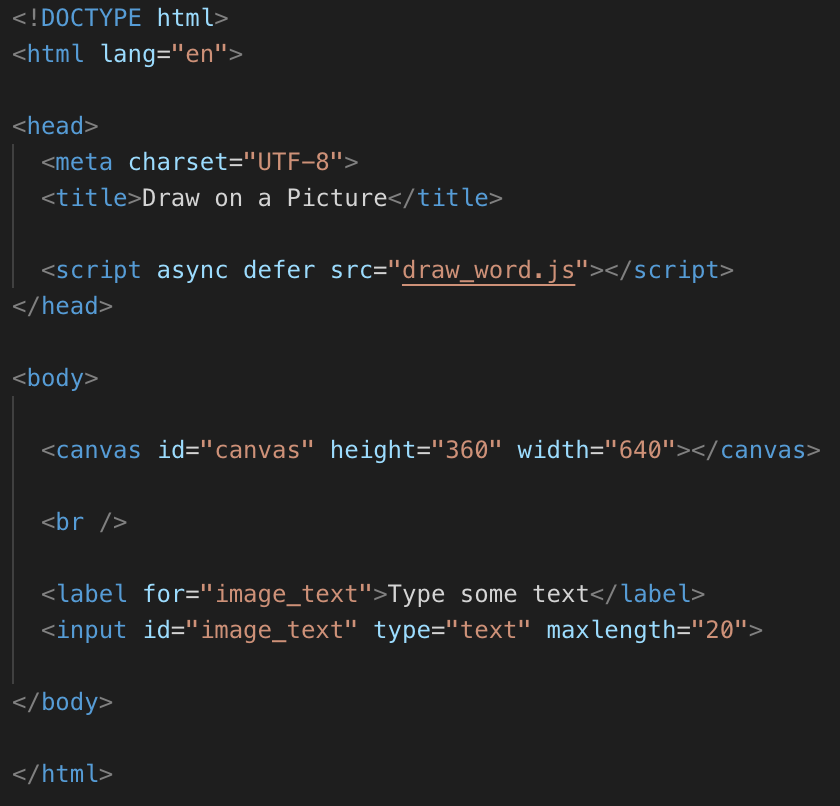 <!DOCTYPE html>
<html lang="en">
<head>
<meta charset="UTF-8">
<title>Draw on a Picture</title>
<script async defer src="draw_word.js"></script>
</head>
<body>
<canvas id="canvas" height="360" width="640"></canvas>
<br />
<label for="image_text">Type some text</label>
<input id="image_text" type="text" maxlength="20">
</body>
</html>